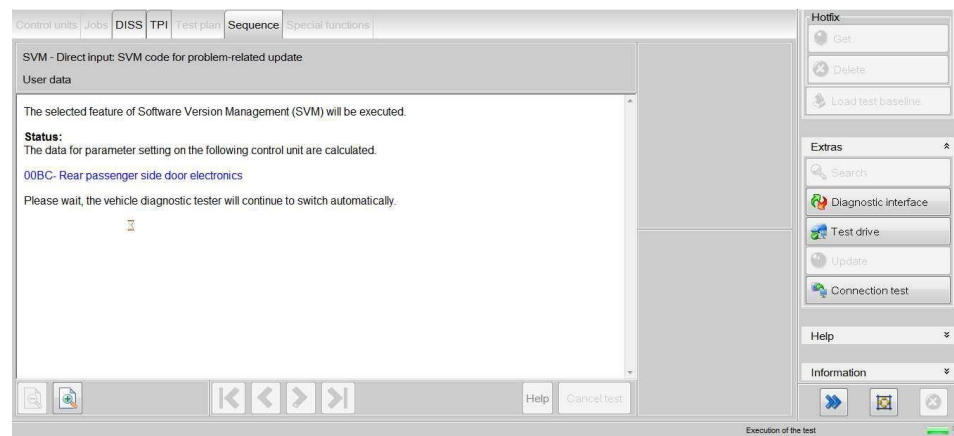 Control units Jobs DISS TPI Test plan Sequence Special functions
SVM - Direct input: SVM code for problem-related update
User data
The selected feature of Software Version Management (SVM) will be executed.
Status:
The data for parameter setting on the following control unit are calculated.
00BC- Rear passenger side door electronics
Please wait, the vehicle diagnostic tester will continue to switch automatically.
Help Cancel test
Hotfix
Get
Delete
Load test baseline
Extras
Search
Diagnostic interface
Test drive
Update
Connection test
Help
Information
Execution of the test